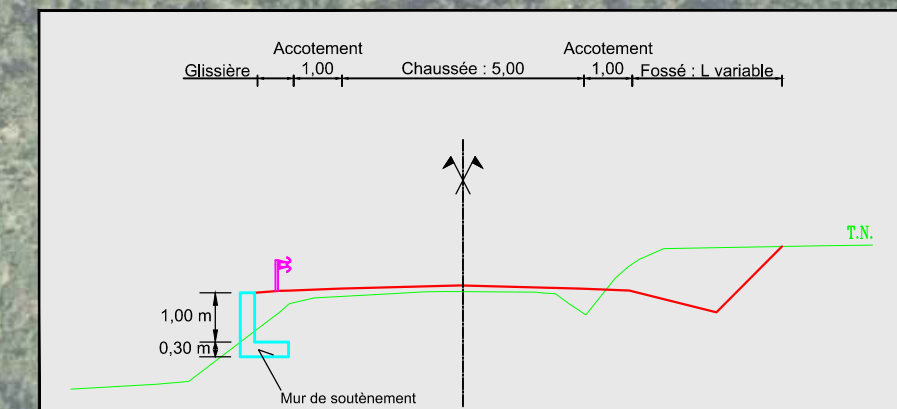 Accotement
Accotement
Glissière
1,00
Chaussée : 5,00
1,00
Fossé : L variable
T.N.
1,00 m
0,30 m
Mur de soutènement